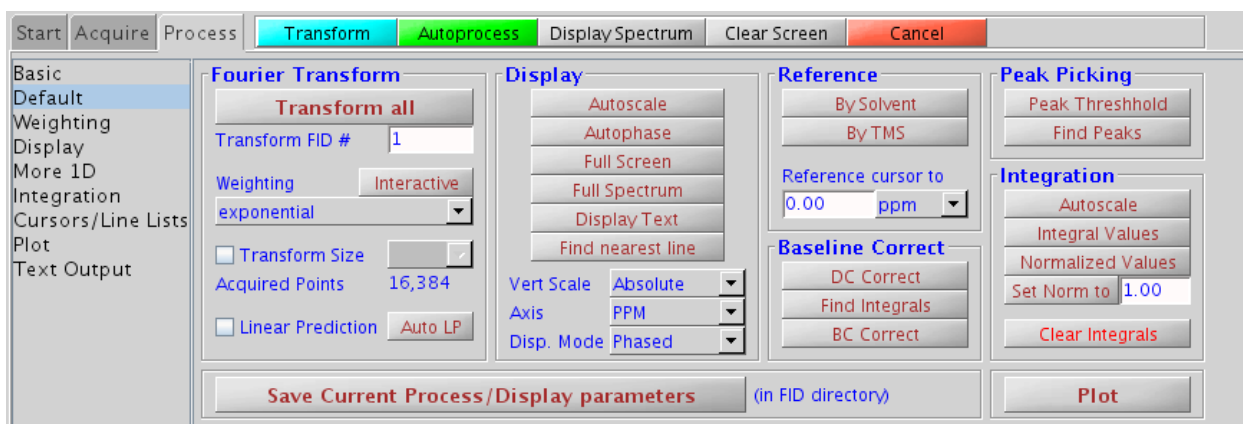 Start Acquire Process Transform Autoprocess Display Spectrum Clear Screen Cancel
Basic
Default
Weighting
Display
More 1D
Integration
Cursors/Line Lists
Plot
Text Output
Fourier Transform
Transform all
Transform FID # 1
Weighting Interactive
exponential
Transform Size
Acquired Points 16,384
Linear Prediction Auto LP
Display
Autoscale
Autophase
Full Screen
Full Spectrum
Display Text
Find nearest line
Vert Scale Absolute
Axis PPM
Disp. Mode Phased
Reference
By Solvent
By TMS
Reference cursor to
0.00 ppm
Baseline Correct
DC Correct
Find Integrals
BC Correct
Peak Picking
Peak Threshhold
Find Peaks
Integration
Autoscale
Integral Values
Normalized Values
Set Norm to 1.00
Clear Integrals
Save Current Process/Display parameters (in FID directory)
Plot